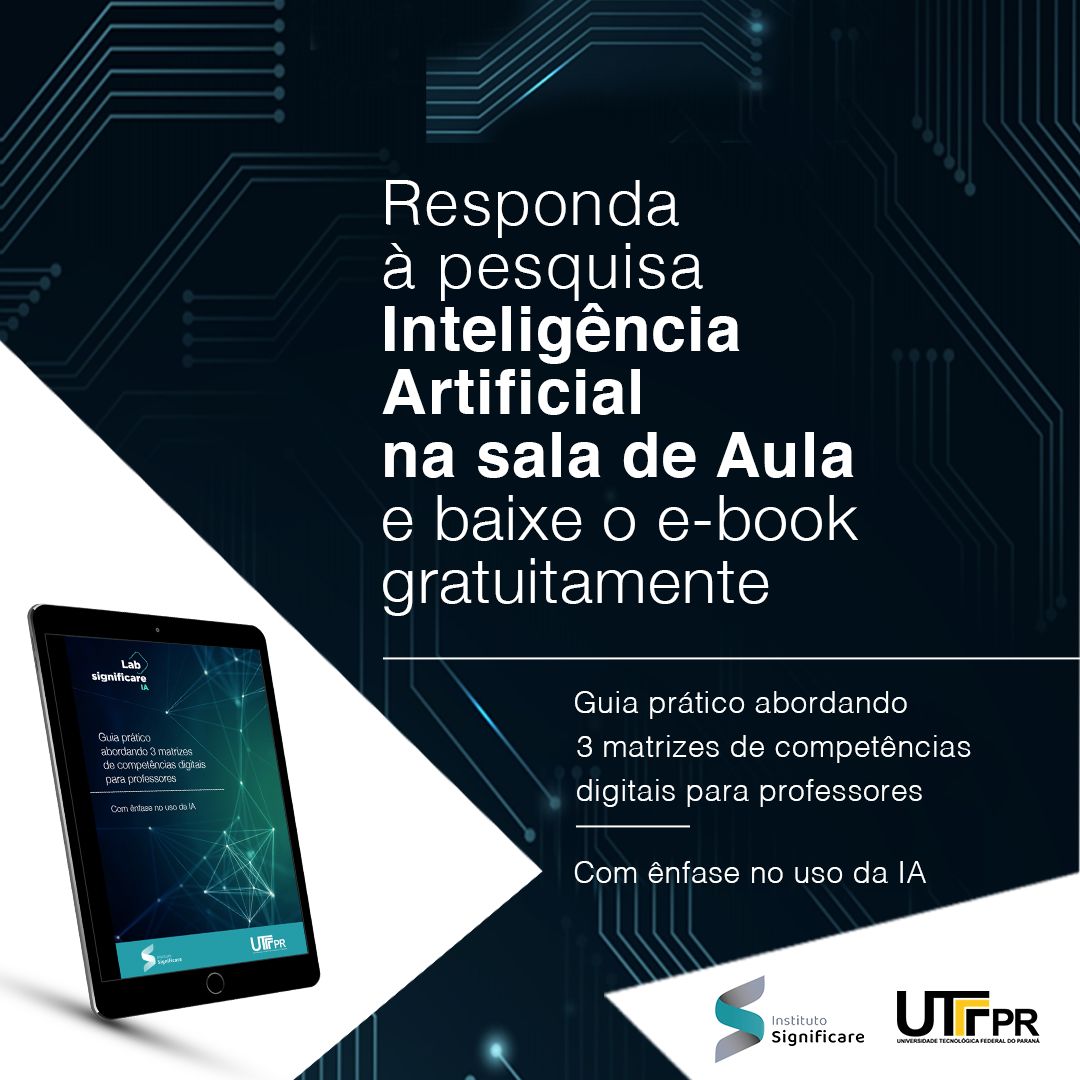 Responda
à pesquisa
Inteligência
Artificial
na sala de Aula
e baixe o e-book
gratuitamente
Guia prático abordando
3 matrizes de competências
digitais para professores
Com ênfase no uso da IA
Lab
significare
IA
Guia prático
abordando 3 matrizes
de competências digitais
para professores
Com ênfase no uso da IA
Instituto
Significare
UTFPR
Instituto
Significare
UTFPR
UNIVERSIDADE TECNOLÓGICA FEDERAL DO PARANÁ